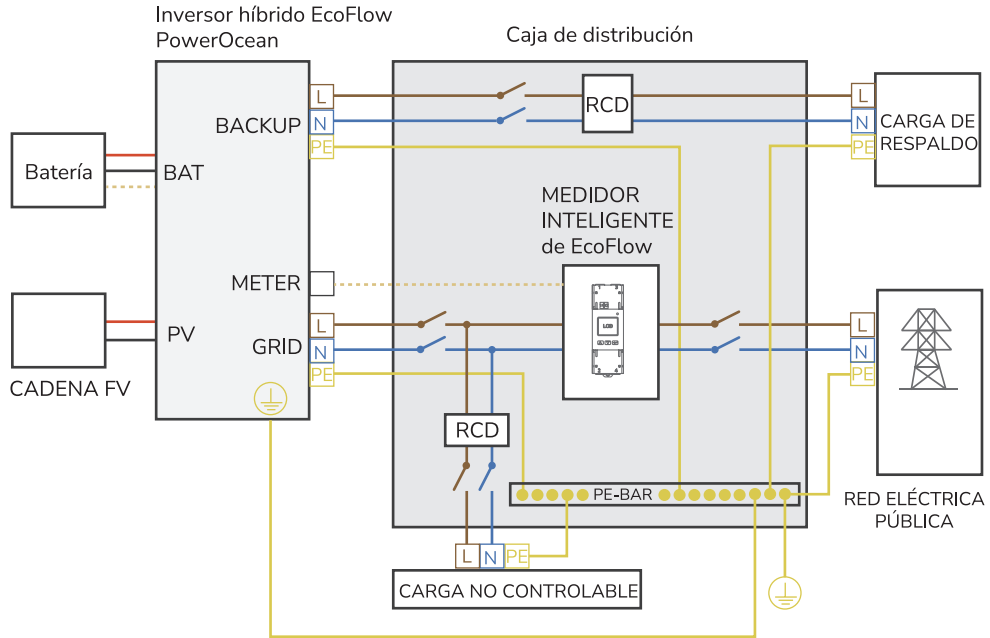 Inversor híbrido EcoFlow
PowerOcean
Caja de distribución
L
N
PE
BACKUP
RCD
L
N
PE
CARGA DE
RESPALDO
Batería
BAT
MEDIDOR
INTELIGENTE
de EcoFlow
METER
L
N
PE
GRID
PV
CADENA FV
L
N
PE
RED ELÉCTRICA
PÚBLICA
RCD
PE-BAR
L
N
PE
CARGA NO CONTROLABLE